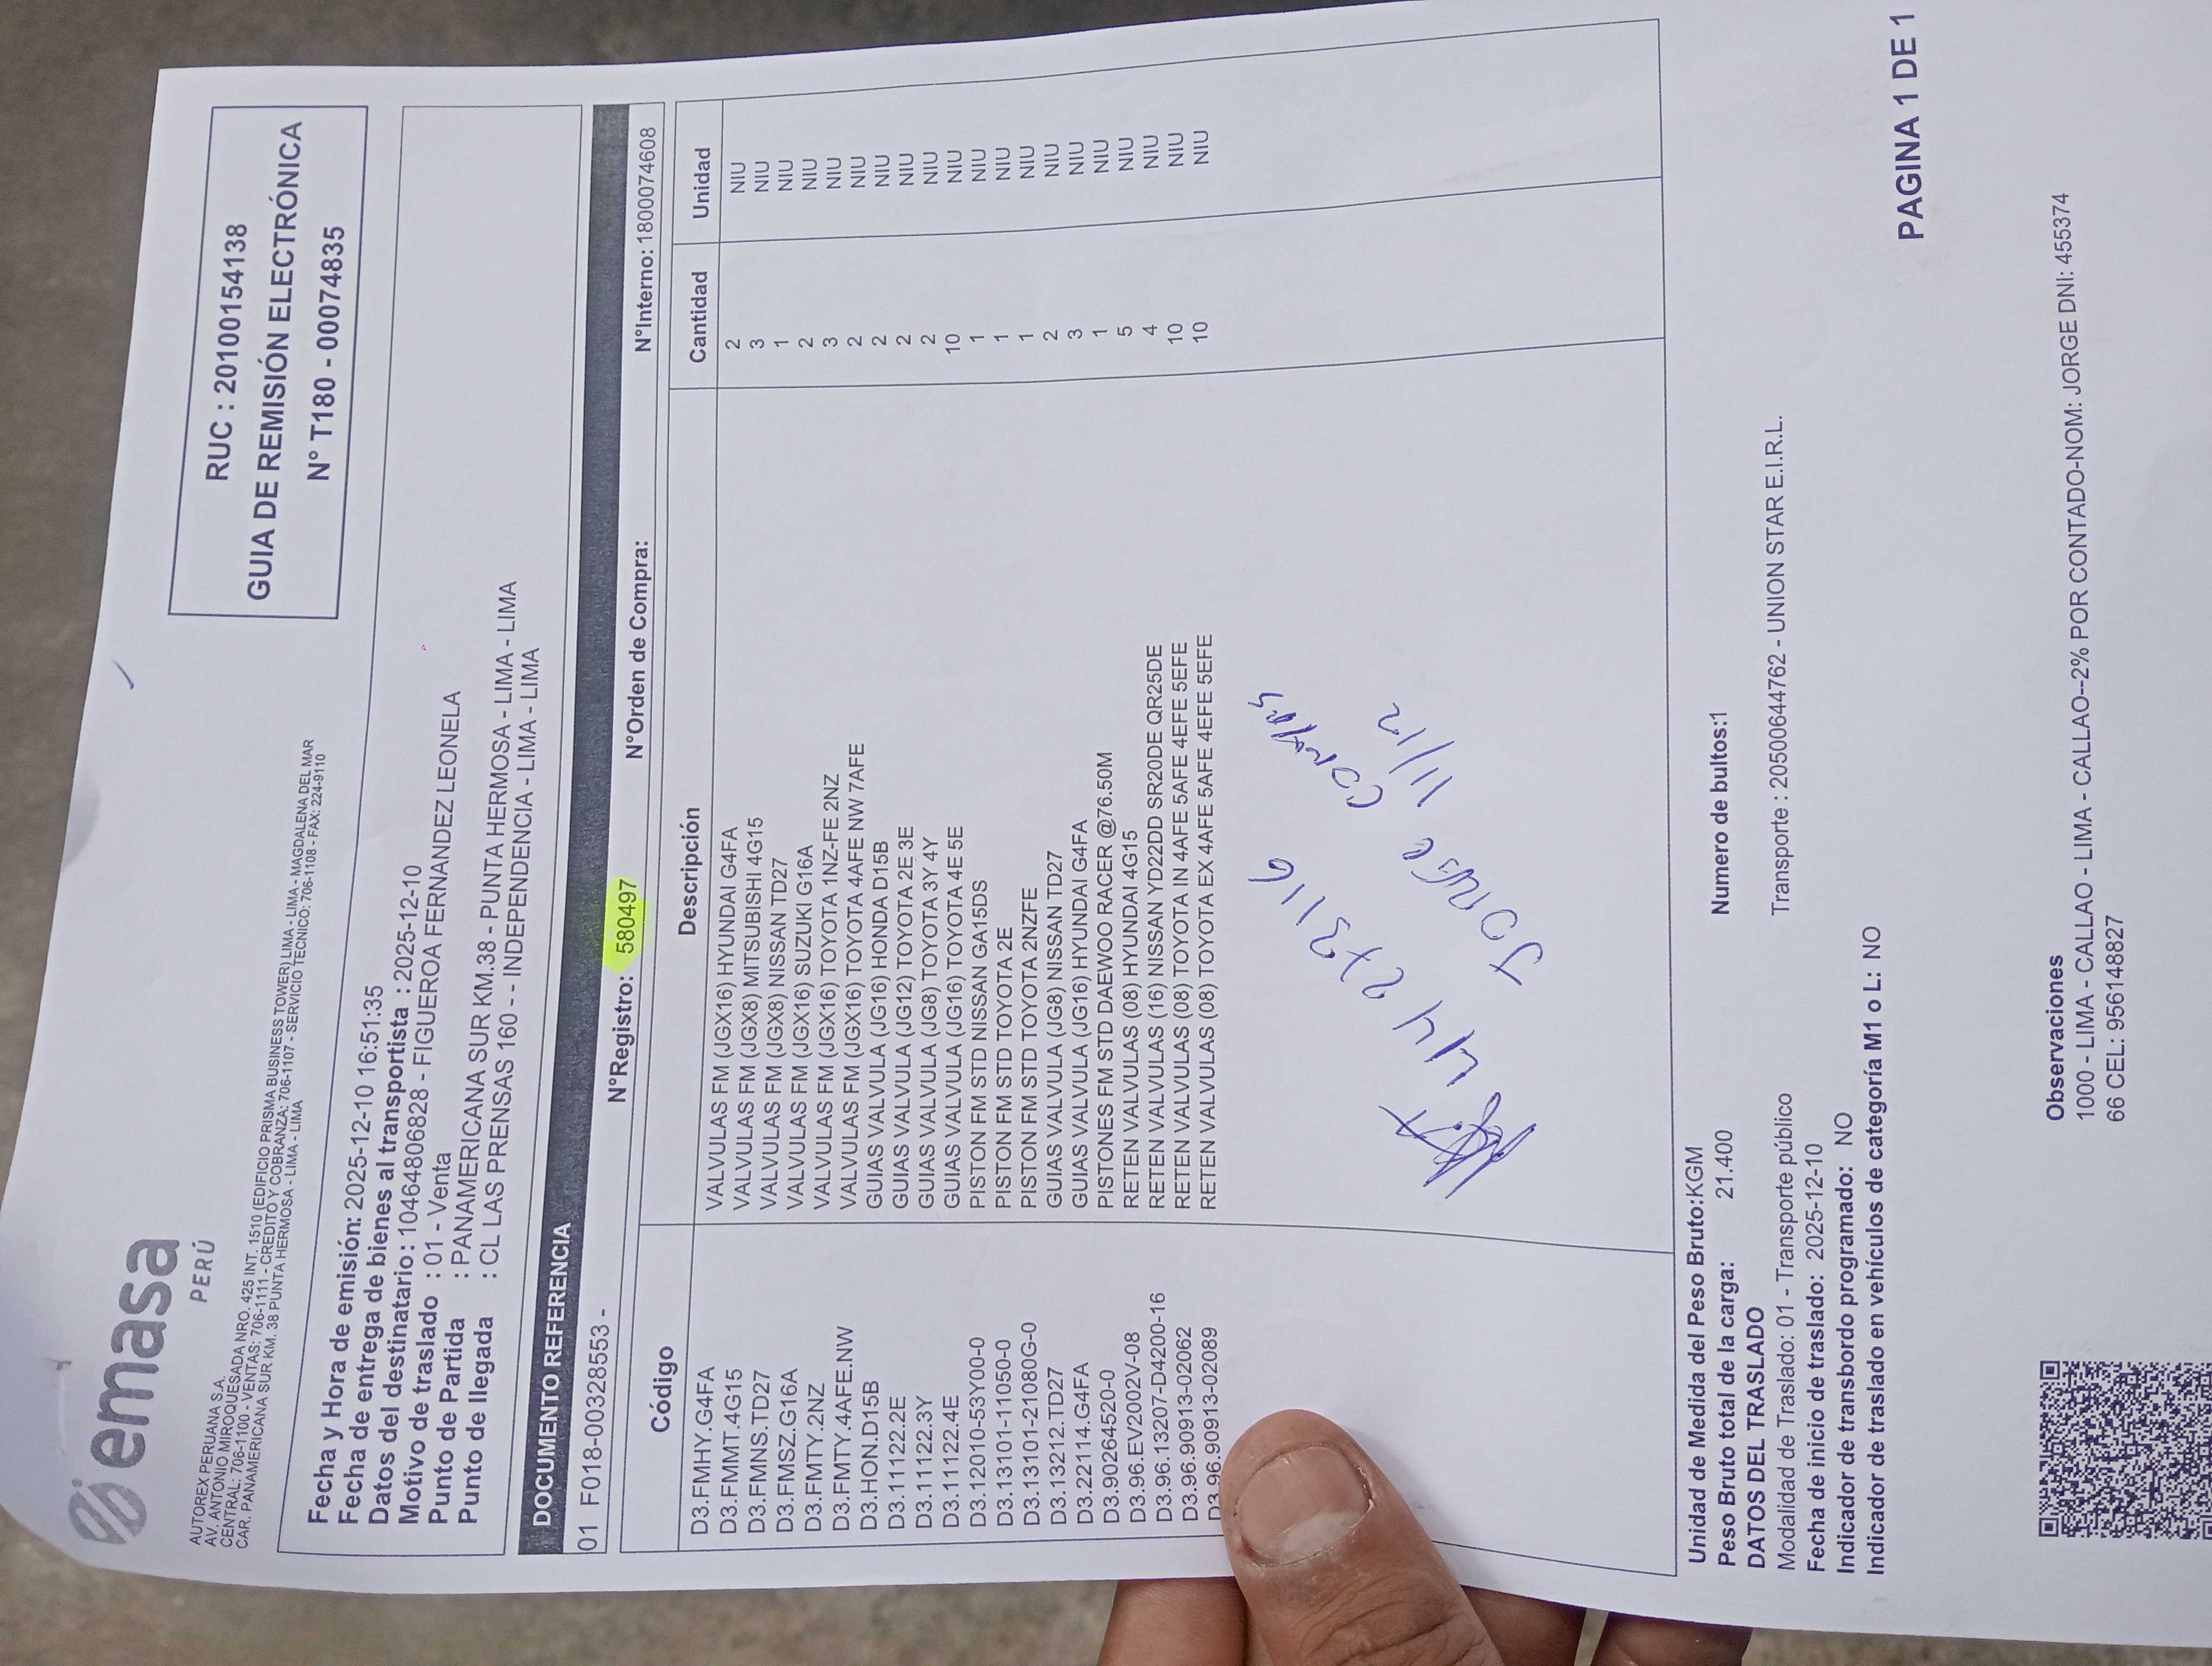 emasa
PERÚ
AUTOREX PERUANA S.A.
AV. ANTONIO MIROQUESADA NRO. 425 INT. 1510 (EDIFICIO PRISMA BUSINESS TOWER) LIMA - LIMA - MAGDALENA DEL MAR
CENTRAL: 706-1100 - VENTAS: 706-1111 - CREDITO Y COBRANZA: 706-1107 - SERVICIO TECNICO: 706-1108 - FAX: 224-9110
CAR. PANAMERICANA SUR KM. 38 PUNTA HERMOSA - LIMA - LIMA
RUC : 20100154138
GUIA DE REMISIÓN ELECTRÓNICA
N° T180 - 00074835
Fecha y Hora de emisión: 2025-12-10 16:51:35
Fecha de entrega de bienes al transportista : 2025-12-10
Datos del destinatario : 10464806828 - FIGUEROA FERNANDEZ LEONELA
Motivo de traslado : 01 - Venta
Punto de Partida : PANAMERICANA SUR KM.38 - PUNTA HERMOSA - LIMA - LIMA
Punto de llegada : CL LAS PRENSAS 160 - - INDEPENDENCIA - LIMA - LIMA
DOCUMENTO REFERENCIA
01 F018-00328553 -
N°Registro: 580497 N°Orden de Compra: N°Interno: 1800074608
Código Descripción Cantidad Unidad
D3.FMHY.G4FA VALVULAS FM (JGX16) HYUNDAI G4FA 2 NIU
D3.FMMT.4G15 VALVULAS FM (JGX8) MITSUBISHI 4G15 3 NIU
D3.FMNS.TD27 VALVULAS FM (JGX8) NISSAN TD27 1 NIU
D3.FMSZ.G16A VALVULAS FM (JGX16) SUZUKI G16A 2 NIU
D3.FMTY.2NZ VALVULAS FM (JGX16) TOYOTA 1NZ-FE 2NZ 3 NIU
D3.FMTY.4AFE.NW VALVULAS FM (JGX16) TOYOTA 4AFE NW 7AFE 2 NIU
D3.HON.D15B GUIAS VALVULA (JG16) HONDA D15B 2 NIU
D3.11122.2E GUIAS VALVULA (JG12) TOYOTA 2E 3E 2 NIU
D3.11122.3Y GUIAS VALVULA (JG8) TOYOTA 3Y 4Y 2 NIU
D3.11122.4E GUIAS VALVULA (JG16) TOYOTA 4E 5E 10 NIU
D3.12010-53Y00-0 PISTON FM STD NISSAN GA15DS 1 NIU
D3.13101-11050-0 PISTON FM STD TOYOTA 2E 1 NIU
D3.13101-21080G-0 PISTON FM STD TOYOTA 2NZFE 1 NIU
D3.13212.TD27 GUIAS VALVULA (JG8) NISSAN TD27 2 NIU
D3.22114.G4FA GUIAS VALVULA (JG16) HYUNDAI G4FA 3 NIU
D3.90264520-0 PISTONES FM STD DAEWOO RACER @76.50M 1 NIU
D3.96.EV20002V-08 RETEN VALVULAS (08) HYUNDAI 4G15 5 NIU
D3.96.13207-D4200-16 RETEN VALVULAS (16) NISSAN YD22DD SR20DE QR25DE 4 NIU
D3.96.90913-02062 RETEN VALVULAS (08) TOYOTA IN 4AFE 5AFE 4EFE 5EFE 10 NIU
D3.96.90913-02089 RETEN VALVULAS (08) TOYOTA EX 4AFE 5AFE 4EFE 5EFE 10 NIU
Jorge
11/12
Unidad de Medida del Peso Bruto:KGM
Peso Bruto total de la carga: 21.400 Numero de bultos:1
DATOS DEL TRASLADO
Modalidad de Traslado: 01 - Transporte público Transporte : 20500644762 - UNION STAR E.I.R.L.
Fecha de inicio de traslado: 2025-12-10
Indicador de transbordo programado: NO
Indicador de traslado en vehículos de categoría M1 o L: NO
PAGINA 1 DE 1
Observaciones
1000 - LIMA - CALLAO - LIMA - CALLAO--2% POR CONTADO-NOM: JORGE DNI: 455374
66 CEL: 956148827